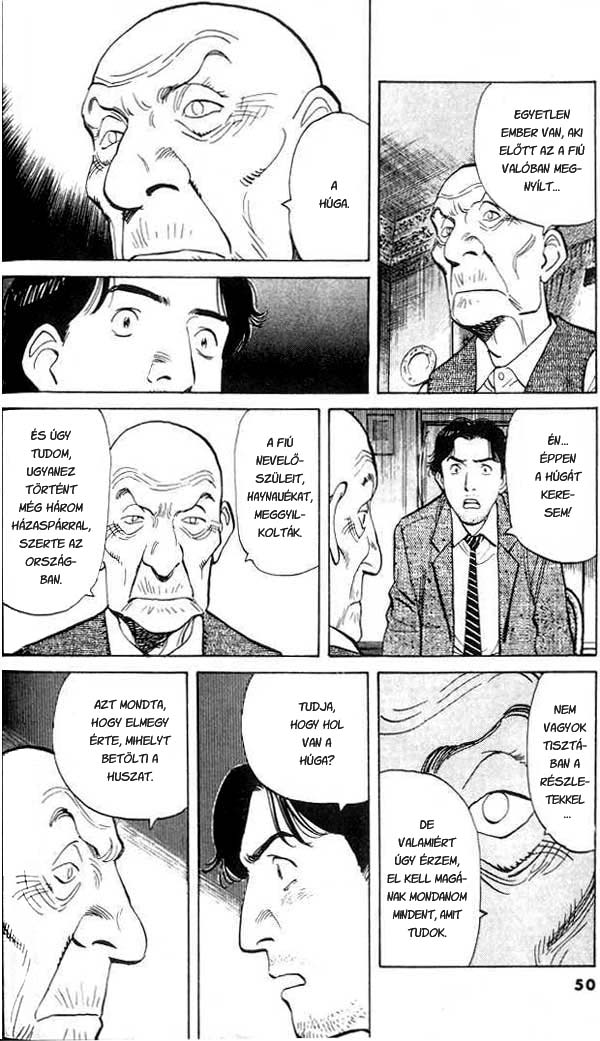 EGYETLEN
EMBER VAN, AKI
ELŐTT AZ A FIÚ
VALÓBAN MEG-
NYÍLT...
A
HÚGA.
ÉN...
ÉPPEN
A HÚGÁT
KERE-
SEM!
A FIÚ
NEVELŐ-
SZÜLEIT,
HAYNAUÉKAT,
MEGGYIL-
KOLTÁK.
ÉS ÚGY
TUDOM,
UGYANEZ
TÖRTÉNT
MÉG HÁROM
HÁZASPÁRRAL,
SZERTE AZ
ORSZÁG-
BAN.
NEM
VAGYOK
TISZTÁ-
BAN A
RÉSZLE-
TEKKEL
...
DE
VALAMIÉRT
ÚGY ÉRZEM,
EL KELL MAGÁ-
NAK MONDANOM
MINDENT, AMIT
TUDOK.
TUDJA,
HOGY HOL
VAN A
HÚGA?
AZT MONDTA,
HOGY ELMEGY
ÉRTE, MIHELYT
BETÖLTI A
HUSZAT.
50